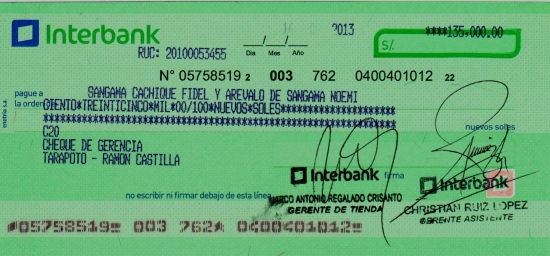 Interbank
RUC: 20100053455
Día Mes Año
2013
S/. ****135,000.00
N° 05758519 2 003 762 0400401012 22
pague a
la orden
SANGAMA CACHIQUE FIDEL Y AREVALO DE SANGAMA NOEMI
CIENTO*TREINTICINCO*MIL*00/100*NUEVOS*SOLES
nuevos soles
C20
CHEQUE DE GERENCIA
TARAPOTO - RAMON CASTILLA
Interbank firma
Interbank
no escribir ni firmar debajo de esta línea
MARCO ANTONIO REGALADO CRISANTO
GERENTE DE TIENDA
CHRISTIAN RUIZ LOPEZ
GERENTE ASISTENTE
05758519 003 762 0400401012